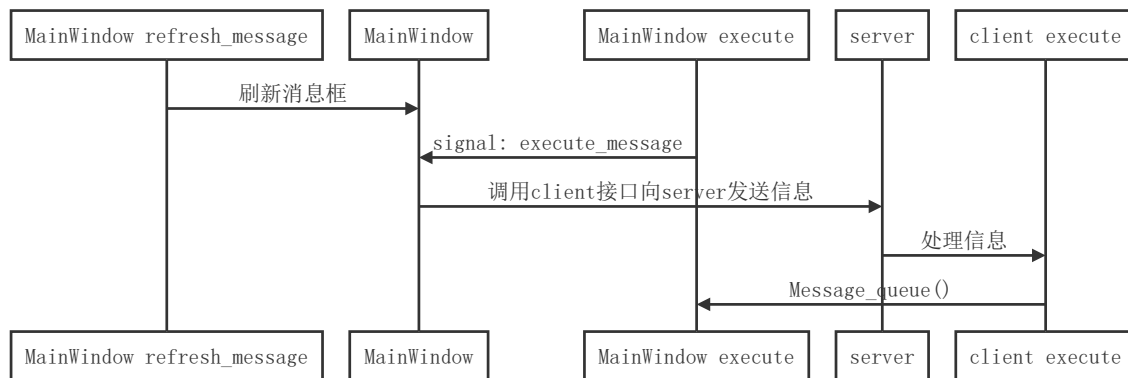 MainWindow refresh_message
MainWindow
MainWindow execute
server
client execute
刷新消息框
signal: execute_message
调用client接口向server发送信息
处理信息
Message_queue()
MainWindow refresh_message
MainWindow
MainWindow execute
server
client execute